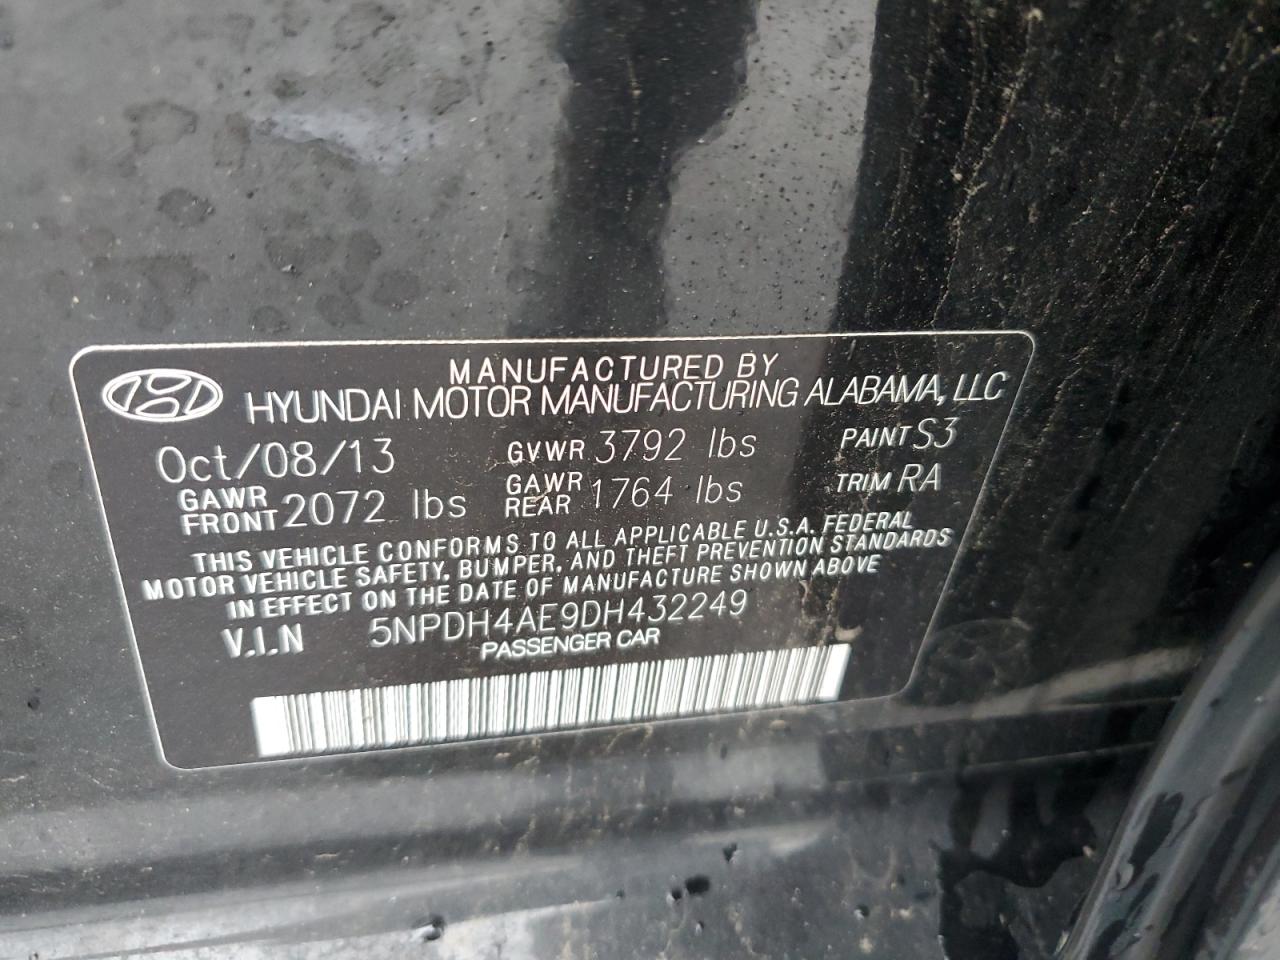 MANUFACTURED BY
HYUNDAI MOTOR MANUFACTURING ALABAMA, LLC
Oct/08/13 GVWR 3792 lbs PAINT S3
GAWR FRONT 2072 lbs GAWR REAR 1764 lbs TRIM RA
THIS VEHICLE CONFORMS TO ALL APPLICABLE U.S.A. FEDERAL
MOTOR VEHICLE SAFETY, BUMPER, AND THEFT PREVENTION STANDARDS
IN EFFECT ON THE DATE OF MANUFACTURE SHOWN ABOVE
V.I.N 5NPDH4AE9DH432249
PASSENGER CAR